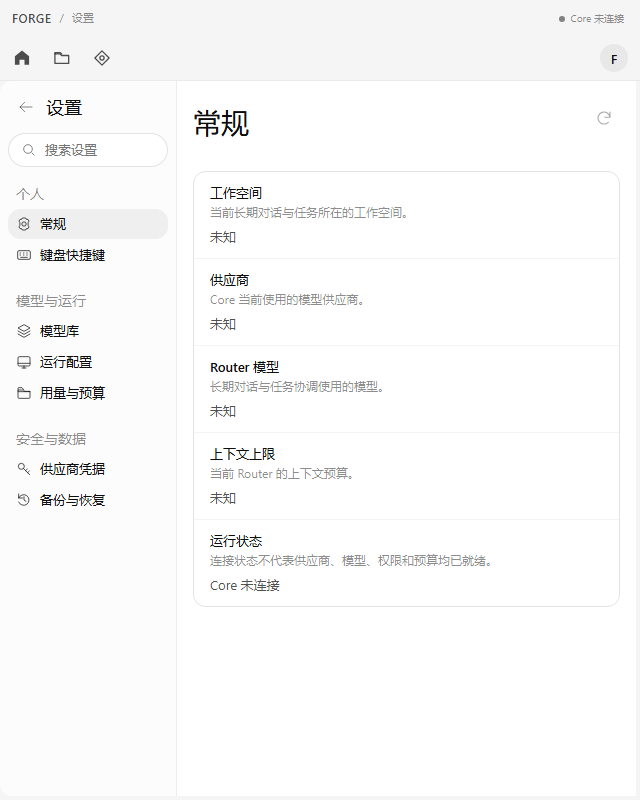 FORGE / 设置
Core 未连接
F
设置
搜索设置
个人
常规
键盘快捷键
模型与运行
模型库
运行配置
用量与预算
安全与数据
供应商凭据
备份与恢复
常规
工作空间
当前长期对话与任务所在的工作空间。
未知
供应商
Core 当前使用的模型供应商。
未知
Router 模型
长期对话与任务协调使用的模型。
未知
上下文上限
当前 Router 的上下文预算。
未知
运行状态
连接状态不代表供应商、模型、权限和预算均已就绪。
Core 未连接